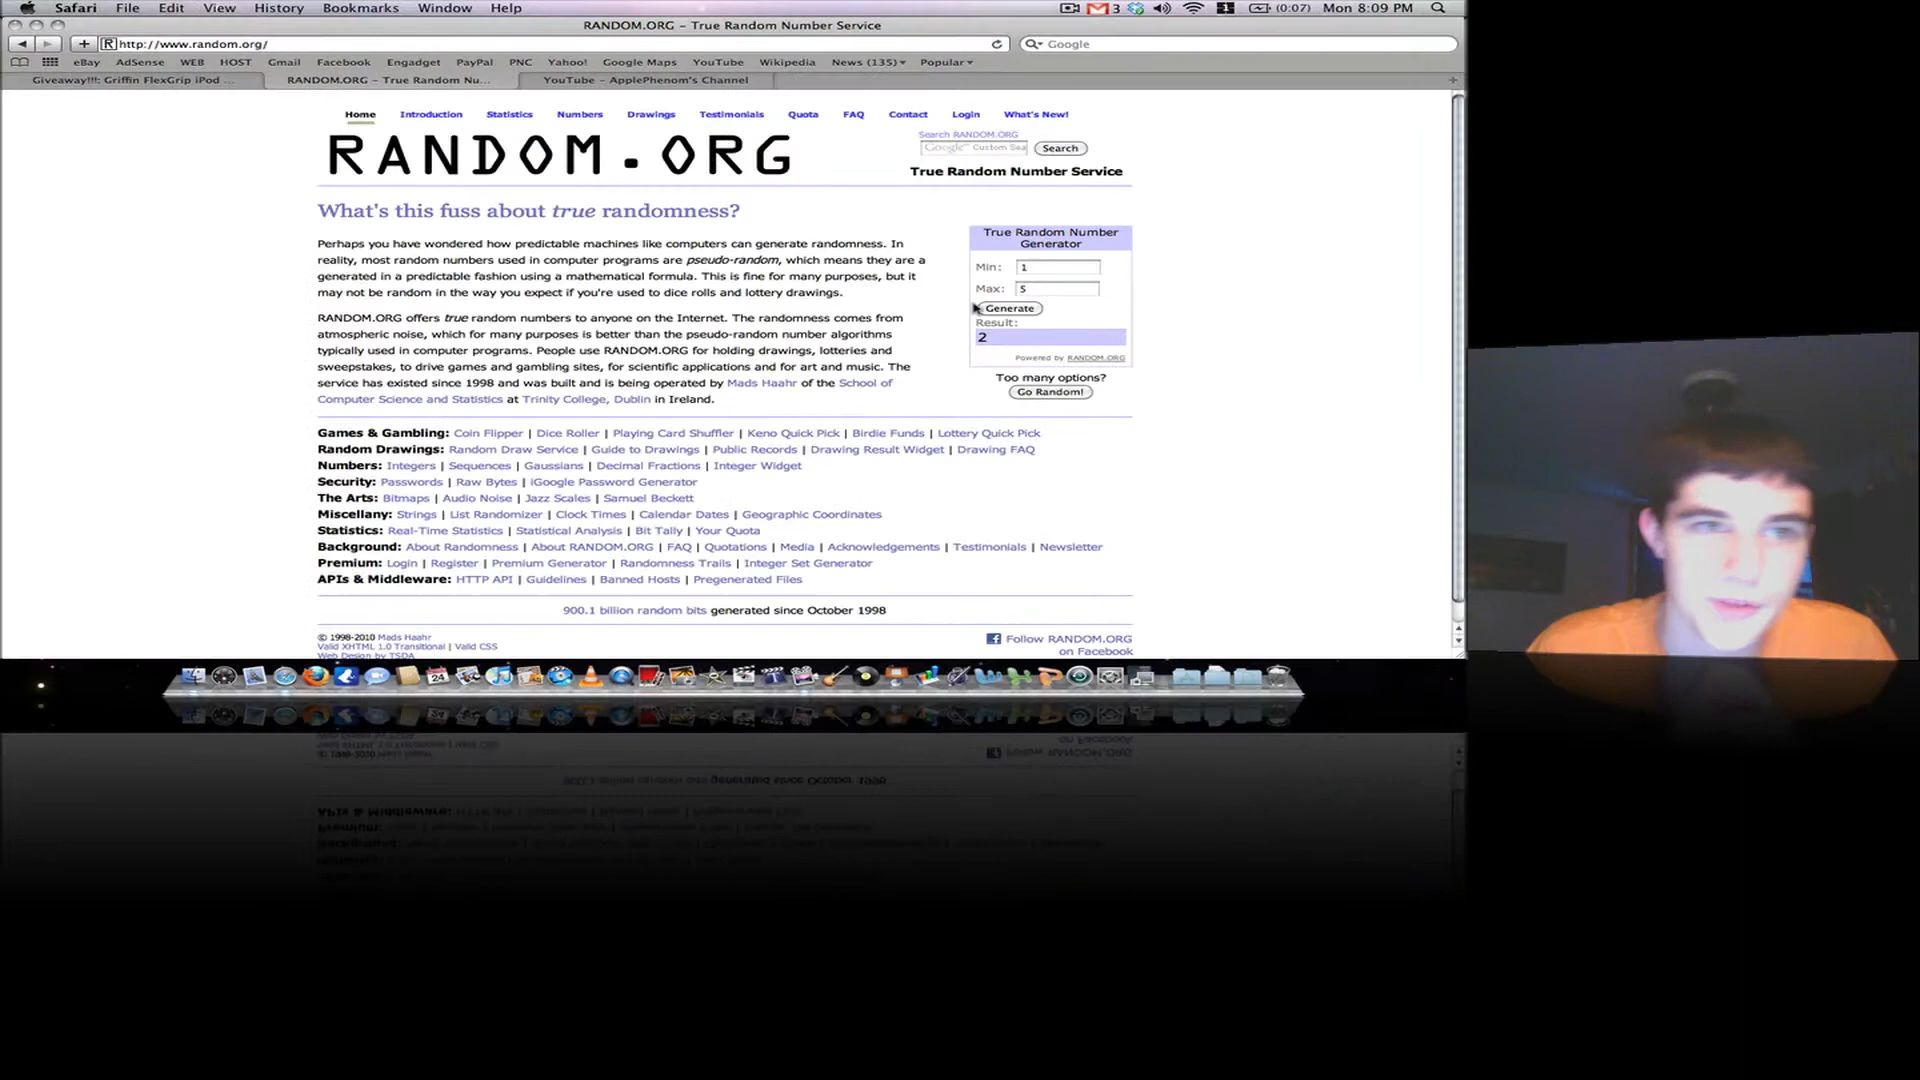 Safari File Edit View History Bookmarks Window Help 3 (0:07) Mon 8:09 PM
RANDOM.ORG – True Random Number Service
http://www.random.org/ Google
eBay AdSense WEB HOST Gmail Facebook Engadget PayPal PNC Yahoo! Google Maps YouTube Wikipedia News (135) Popular
Giveaway!!!: Griffin FlexGrip iPod ... RANDOM.ORG – True Random Nu... YouTube – ApplePhenom's Channel
Home Introduction Statistics Numbers Drawings Testimonials Quota FAQ Contact Login What's New!
Search RANDOM.ORG
RANDOM.ORG
Google™ Custom Sea Search
True Random Number Service
What's this fuss about true randomness?
Perhaps you have wondered how predictable machines like computers can generate randomness. In
reality, most random numbers used in computer programs are pseudo-random, which means they are a
generated in a predictable fashion using a mathematical formula. This is fine for many purposes, but it
may not be random in the way you expect if you're used to dice rolls and lottery drawings.
RANDOM.ORG offers true random numbers to anyone on the Internet. The randomness comes from
atmospheric noise, which for many purposes is better than the pseudo-random number algorithms
typically used in computer programs. People use RANDOM.ORG for holding drawings, lotteries and
sweepstakes, to drive games and gambling sites, for scientific applications and for art and music. The
service has existed since 1998 and was built and is being operated by Mads Haahr of the School of
Computer Science and Statistics at Trinity College, Dublin in Ireland.
True Random Number
Generator
Min: 1
Max: 5
Generate
Result:
2
Powered by RANDOM.ORG
Too many options?
Go Random!
Games & Gambling: Coin Flipper | Dice Roller | Playing Card Shuffler | Keno Quick Pick | Birdie Funds | Lottery Quick Pick
Random Drawings: Random Draw Service | Guide to Drawings | Public Records | Drawing Result Widget | Drawing FAQ
Numbers: Integers | Sequences | Gaussians | Decimal Fractions | Integer Widget
Security: Passwords | Raw Bytes | iGoogle Password Generator
The Arts: Bitmaps | Audio Noise | Jazz Scales | Samuel Beckett
Miscellany: Strings | List Randomizer | Clock Times | Calendar Dates | Geographic Coordinates
Statistics: Real-Time Statistics | Statistical Analysis | Bit Tally | Your Quota
Background: About Randomness | About RANDOM.ORG | FAQ | Quotations | Media | Acknowledgements | Testimonials | Newsletter
Premium: Login | Register | Premium Generator | Randomness Trails | Integer Set Generator
APIs & Middleware: HTTP API | Guidelines | Banned Hosts | Pregenerated Files
900.1 billion random bits generated since October 1998
© 1998-2010 Mads Haahr
Valid XHTML 1.0 Transitional | Valid CSS
Web Design by TSDA
Follow RANDOM.ORG
on Facebook
24